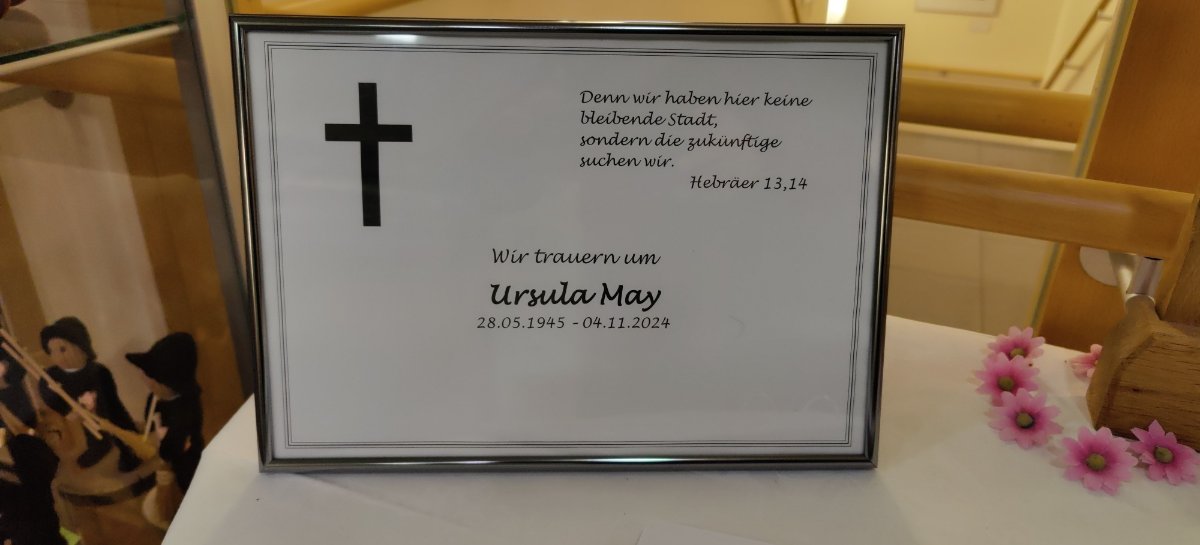 Denn wir haben hier keine
bleibende Stadt,
sondern die zukünftige
suchen wir.
Hebräer 13,14
Wir trauern um
Ursula May
28.05.1945 - 04.11.2024